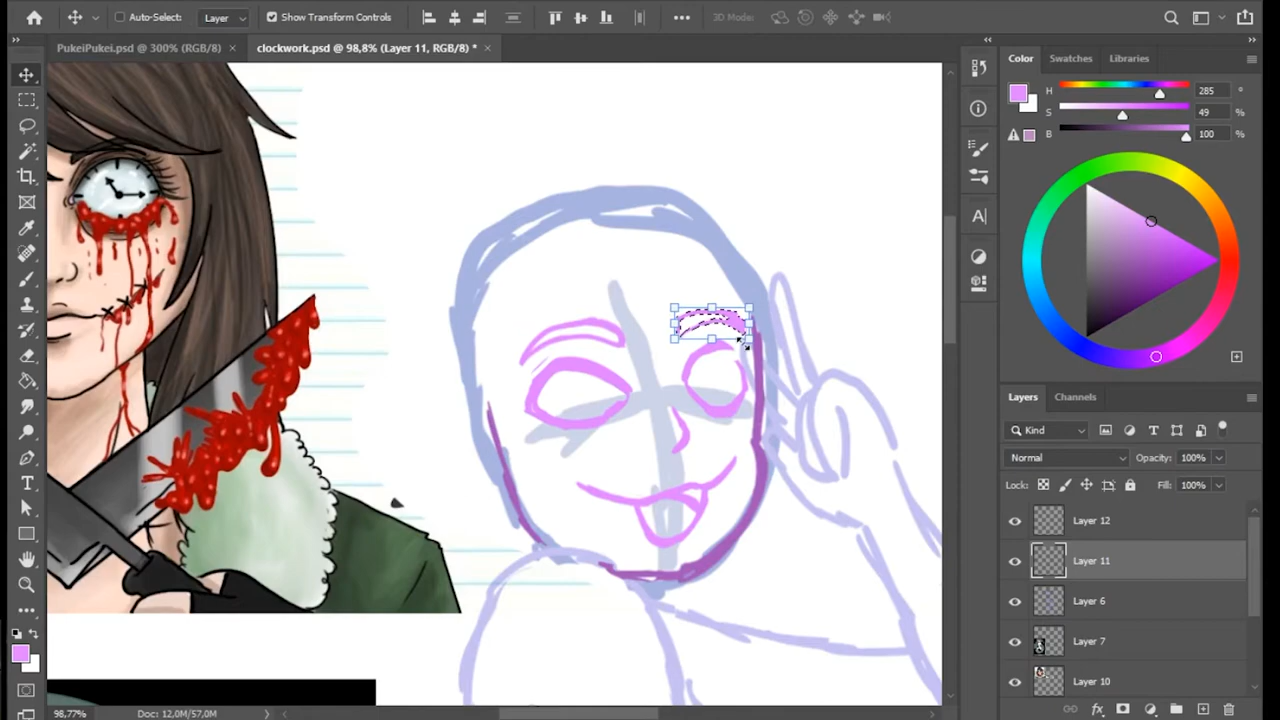 Auto-Select:
Layer
Show Transform Controls
3D Mode:
PukeiPukei.psd @ 300% (RGB/8)
clockwork.psd @ 98,8% (Layer 11, RGB/8) *
Color
Swatches
Libraries
H
285
°
S
49
%
B
100
%
Layers
Channels
Kind
Normal
Opacity:
100%
Lock:
Fill:
100%
Layer 12
Layer 11
Layer 6
Layer 7
Layer 10
98,77%
Doc: 12,0M/57,0M